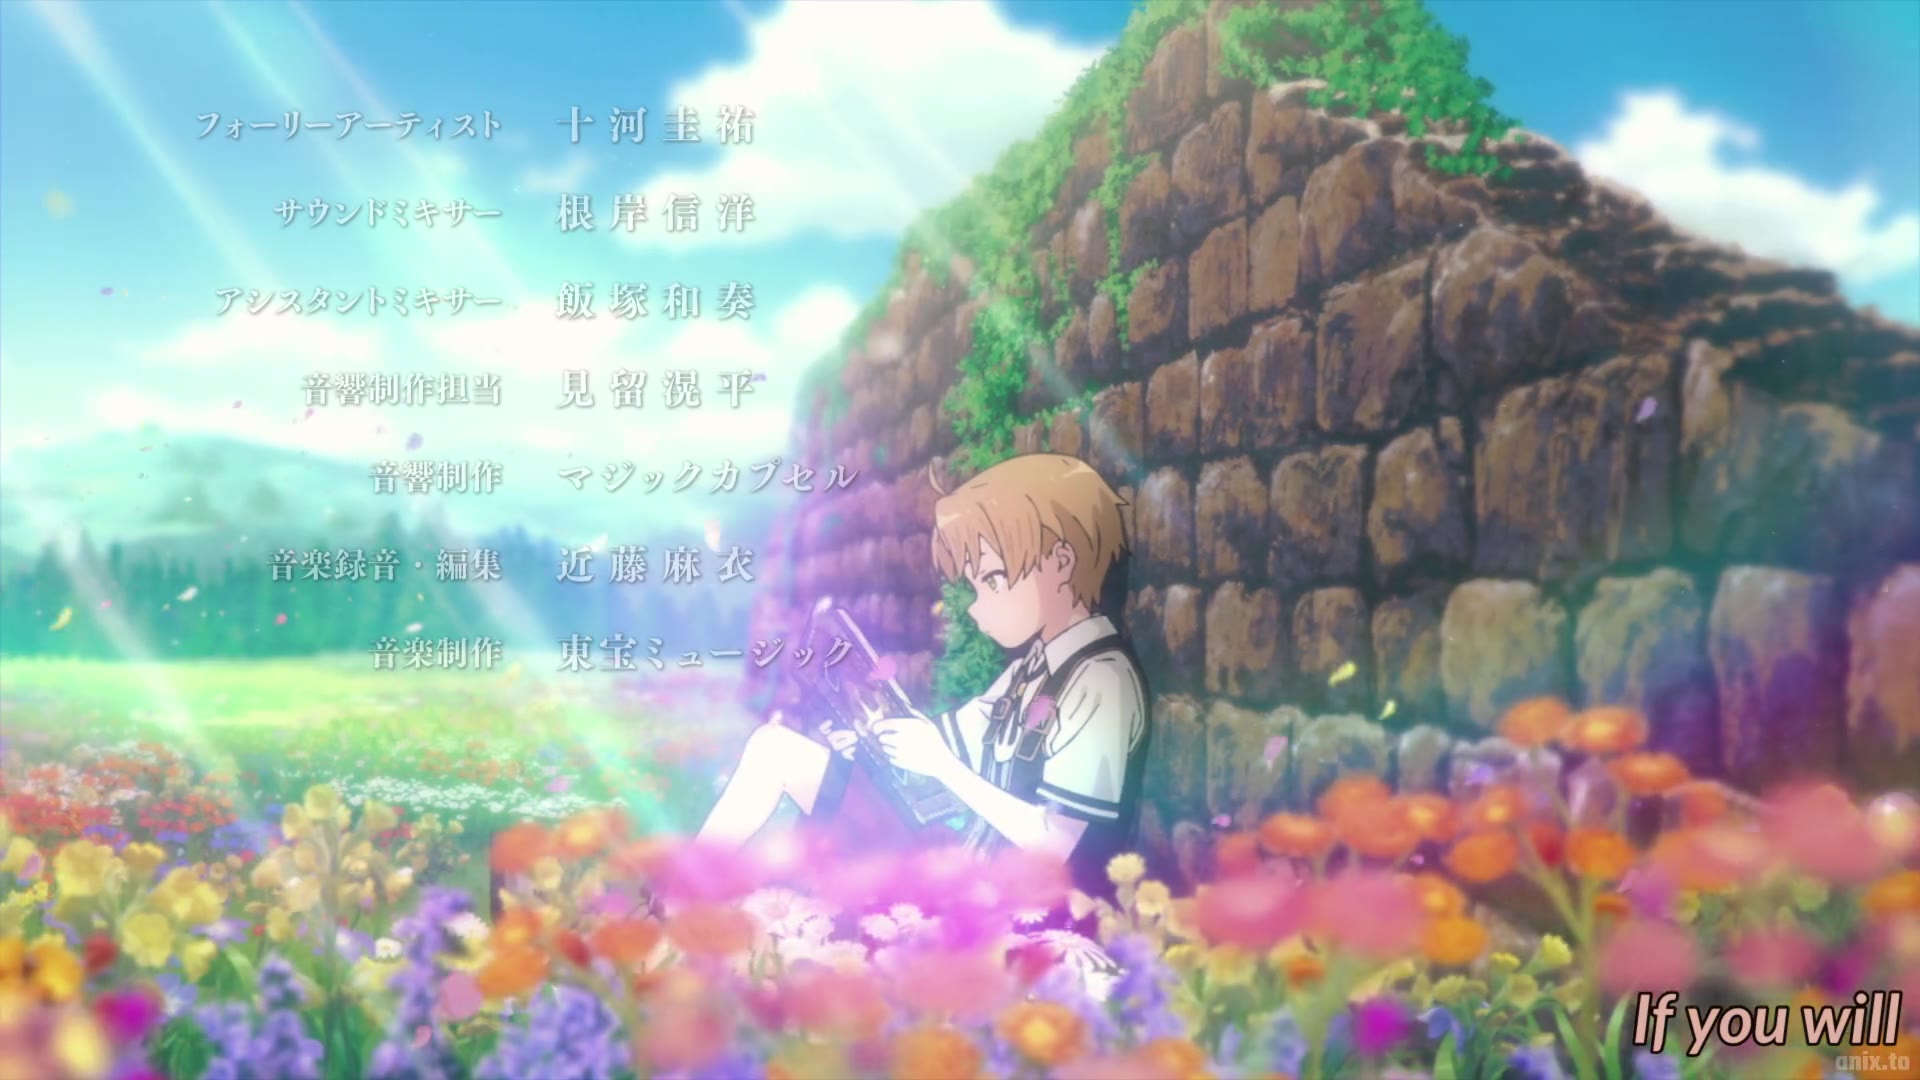 フォーリーアーティスト 十河圭祐
サウンドミキサー 根岸信洋
アシスタントミキサー 飯塚和奏
音響制作担当 見留滉平
音響制作 マジックカプセル
音楽録音・編集 近藤麻衣
音楽制作 東宝ミュージック
If you will
anix.to